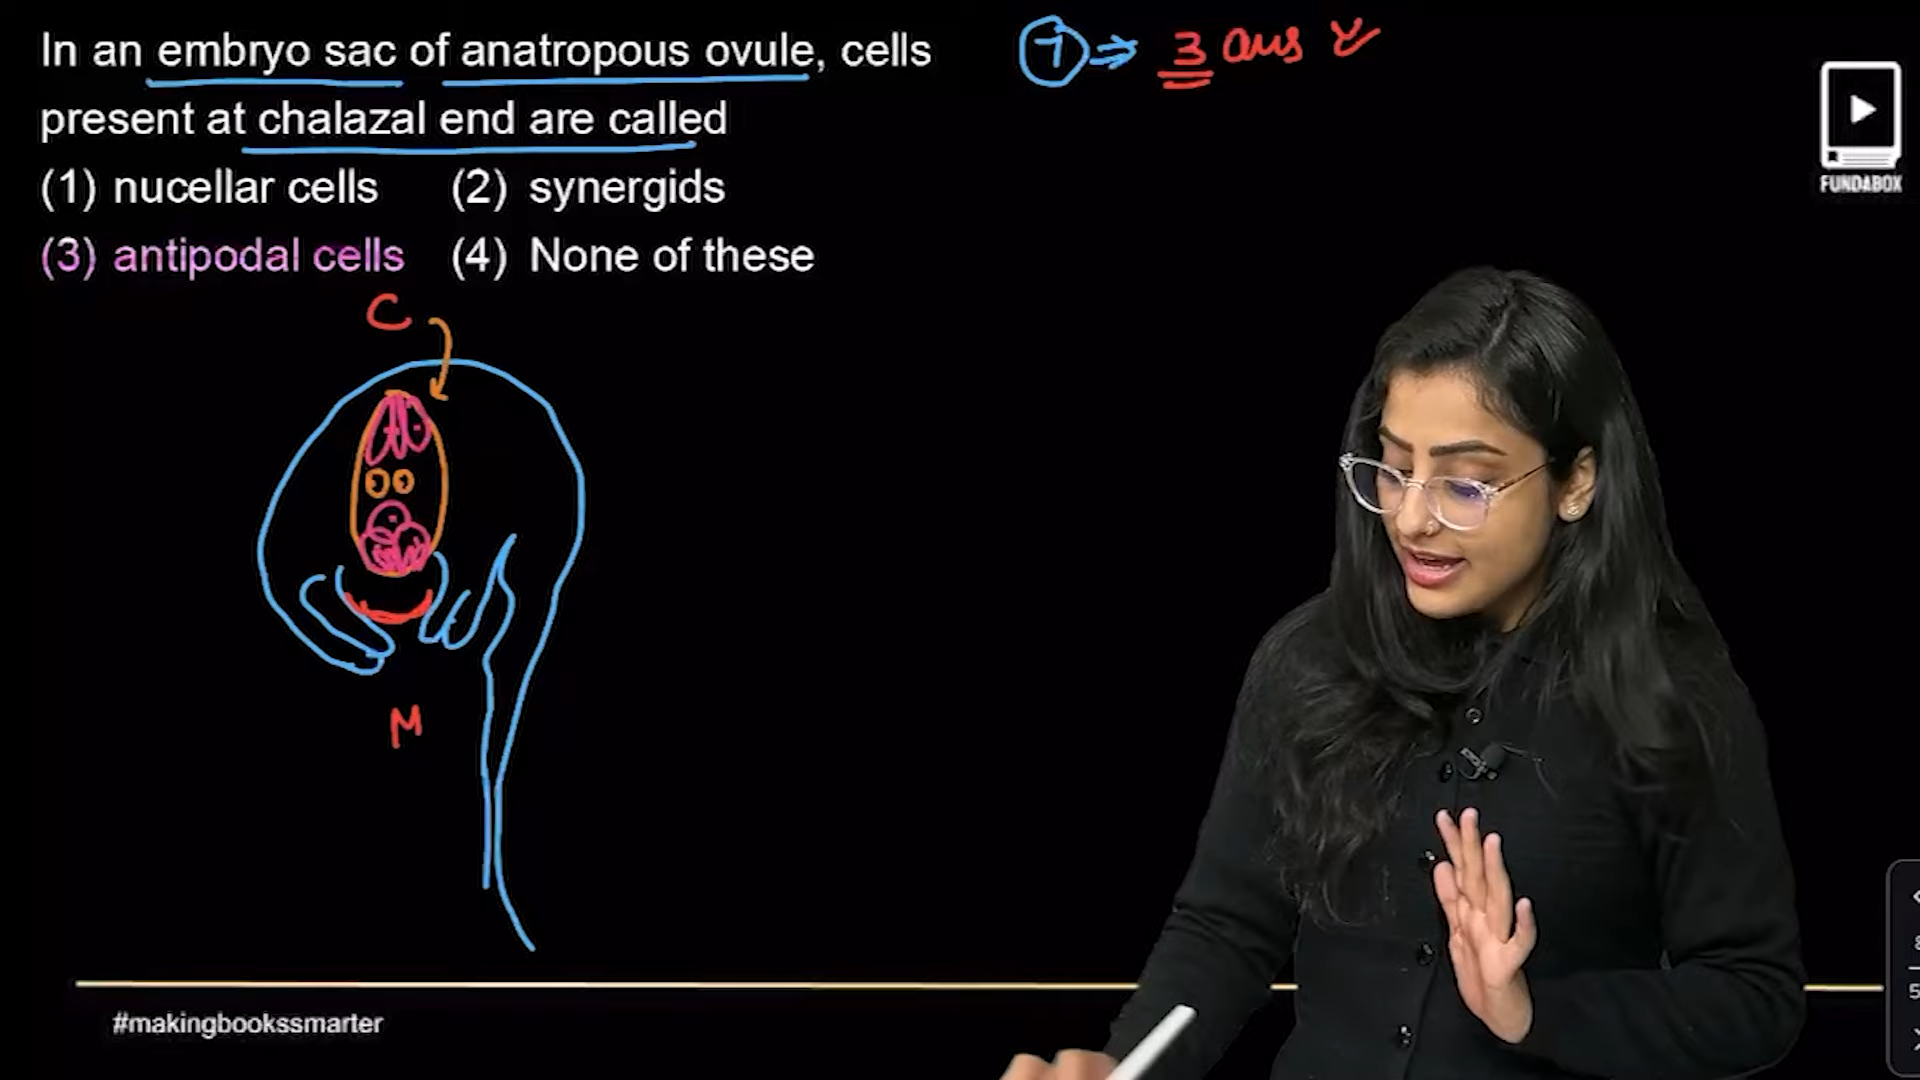 In an embryo sac of anatropous ovule, cells
present at chalazal end are called
(1) nucellar cells (2) synergids
(3) antipodal cells (4) None of these
7 ⇒ 3 ans
FUNDABOX
C
M
#makingbookssmarter